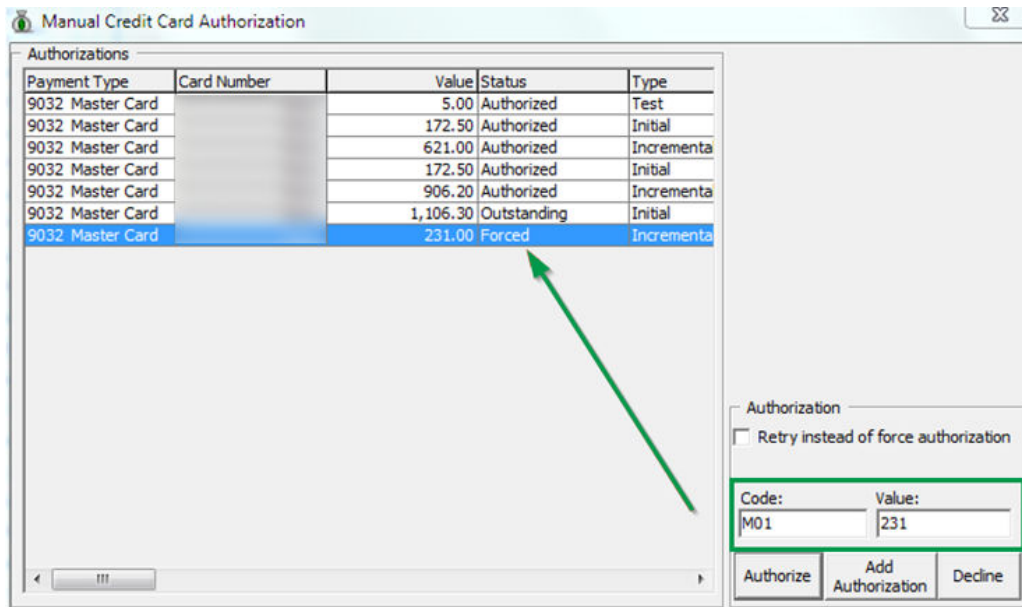 Manual Credit Card Authorization
Authorizations
Payment Type Card Number Value Status Type
9032 Master Card 5.00 Authorized Test
9032 Master Card 172.50 Authorized Initial
9032 Master Card 621.00 Authorized Incrementa
9032 Master Card 172.50 Authorized Initial
9032 Master Card 906.20 Authorized Incrementa
9032 Master Card 1,106.30 Outstanding Initial
9032 Master Card 231.00 Forced Incrementa
Authorization
Retry instead of force authorization
Code: Value:
M01 231
Authorize Add Authorization Decline